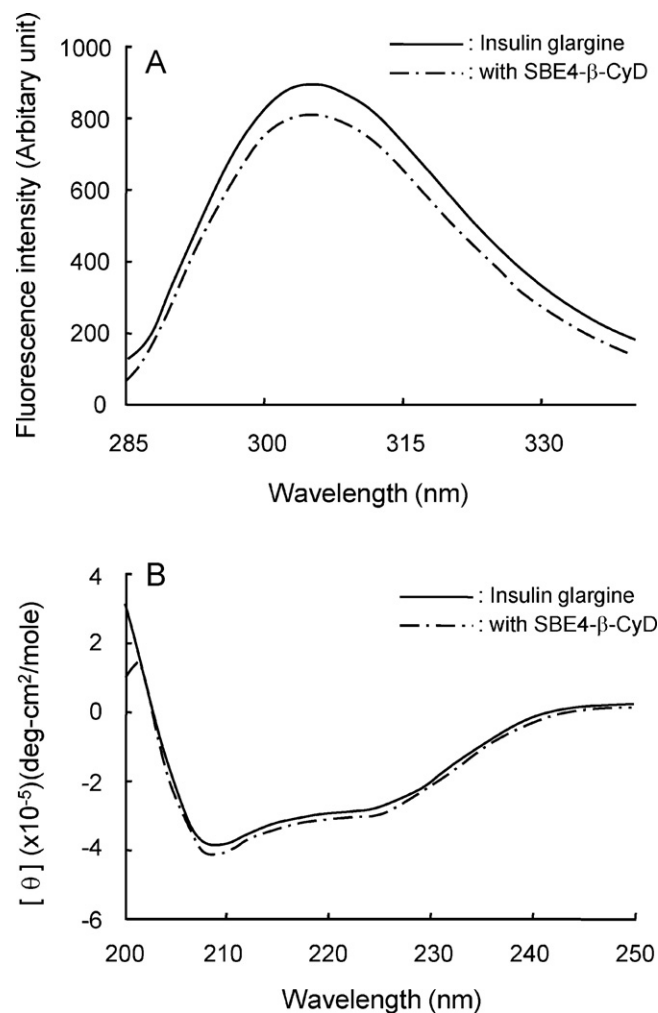 A
: Insulin glargine
: with SBE4-β-CyD
Fluorescence intensity (Arbitary unit)
1000
800
600
400
200
0
285 300 315 330
Wavelength (nm)
B
: Insulin glargine
: with SBE4-β-CyD
[ θ ] (x10⁻⁵)(deg-cm²/mole)
4
2
0
-2
-4
-6
200 210 220 230 240 250
Wavelength (nm)